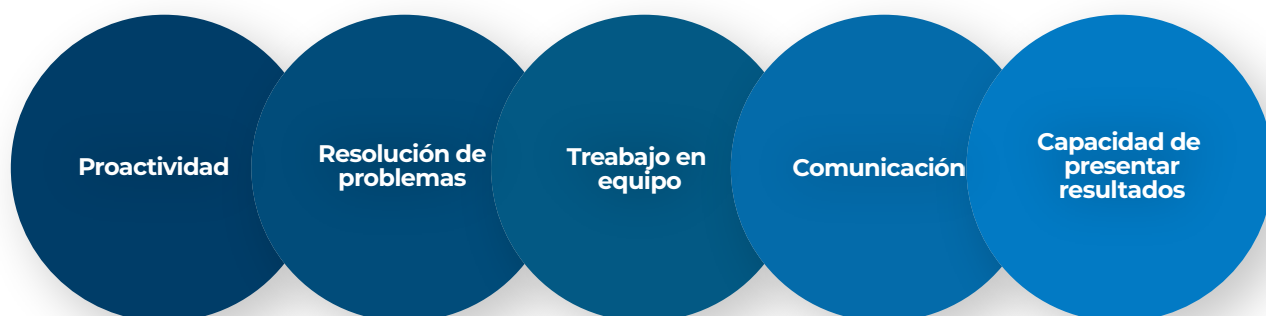 Proactividad
Resolución de
problemas
Treabajo en
equipo
Comunicación
Capacidad de
presentar
resultados